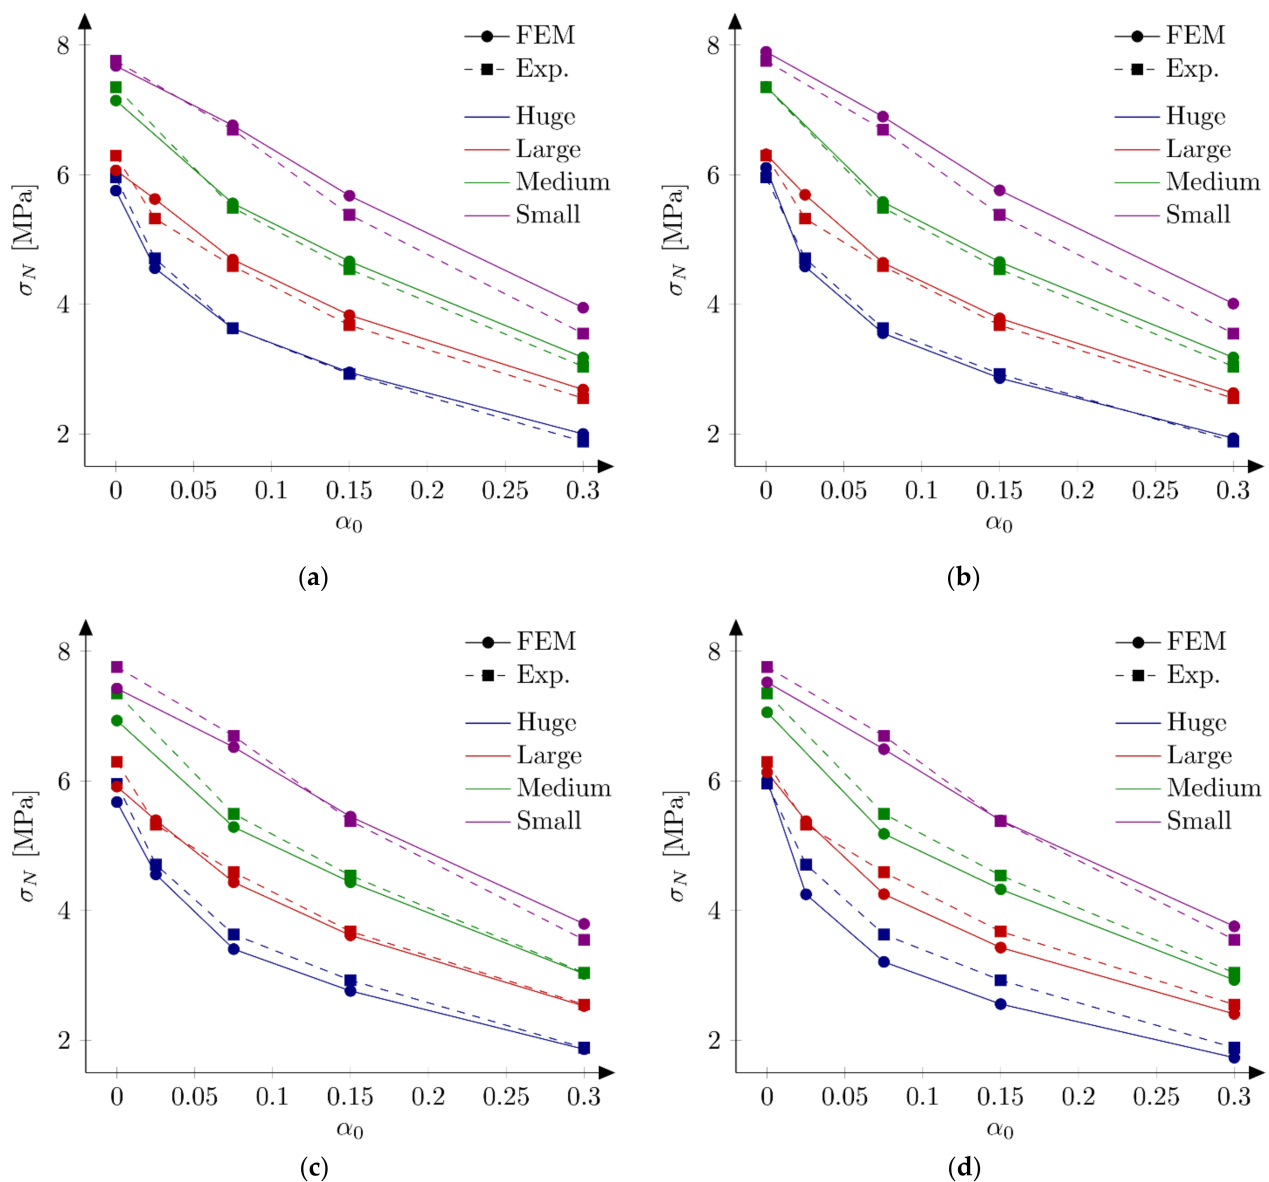 8
6
4
2
σN [MPa]
FEM
Exp.
Huge
Large
Medium
Small
0 0.05 0.1 0.15 0.2 0.25 0.3
α0
(a)
8
6
4
2
σN [MPa]
FEM
Exp.
Huge
Large
Medium
Small
0 0.05 0.1 0.15 0.2 0.25 0.3
α0
(b)
8
6
4
2
σN [MPa]
FEM
Exp.
Huge
Large
Medium
Small
0 0.05 0.1 0.15 0.2 0.25 0.3
α0
(c)
8
6
4
2
σN [MPa]
FEM
Exp.
Huge
Large
Medium
Small
0 0.05 0.1 0.15 0.2 0.25 0.3
α0
(d)